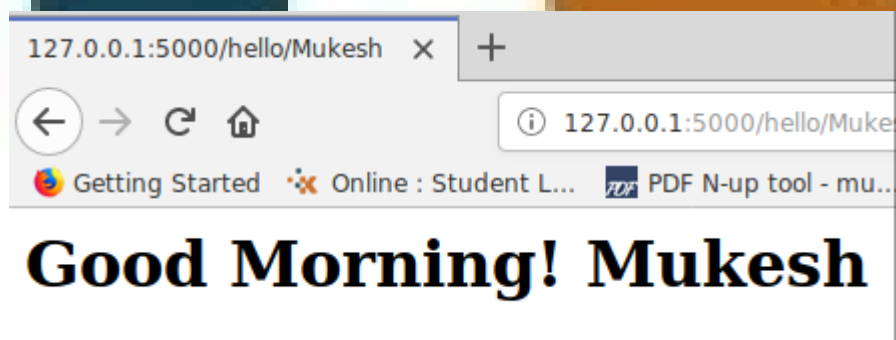 127.0.0.1:5000/hello/Mukesh
127.0.0.1:5000/hello/Muke
Getting Started Online : Student L... PDF PDF N-up tool - mu...
Good Morning! Mukesh